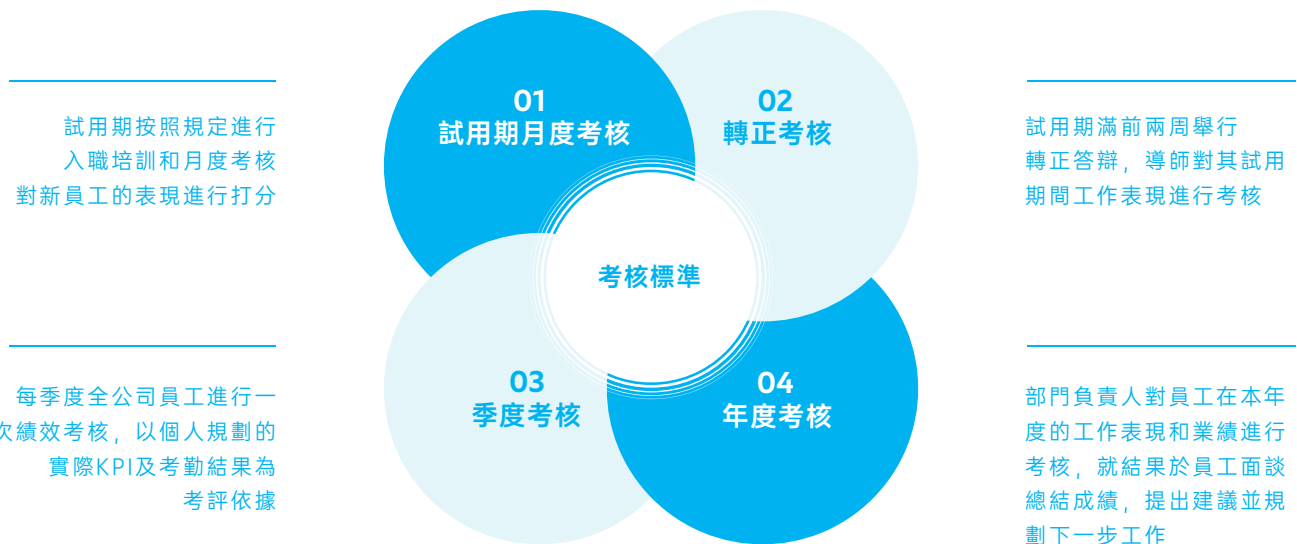 01
試用期月度考核
試用期按照規定進行
入職培訓和月度考核
對新員工的表現進行打分
02
轉正考核
試用期滿前兩周舉行
轉正答辯，導師對其試用
期間工作表現進行考核
考核標準
03
季度考核
每季度全公司員工進行一
次績效考核，以個人規劃的
實際KPI及考勤結果為
考評依據
04
年度考核
部門負責人對員工在本年
度的工作表現和業績進行
考核，就結果於員工面談
總結成績，提出建議並規
劃下一步工作